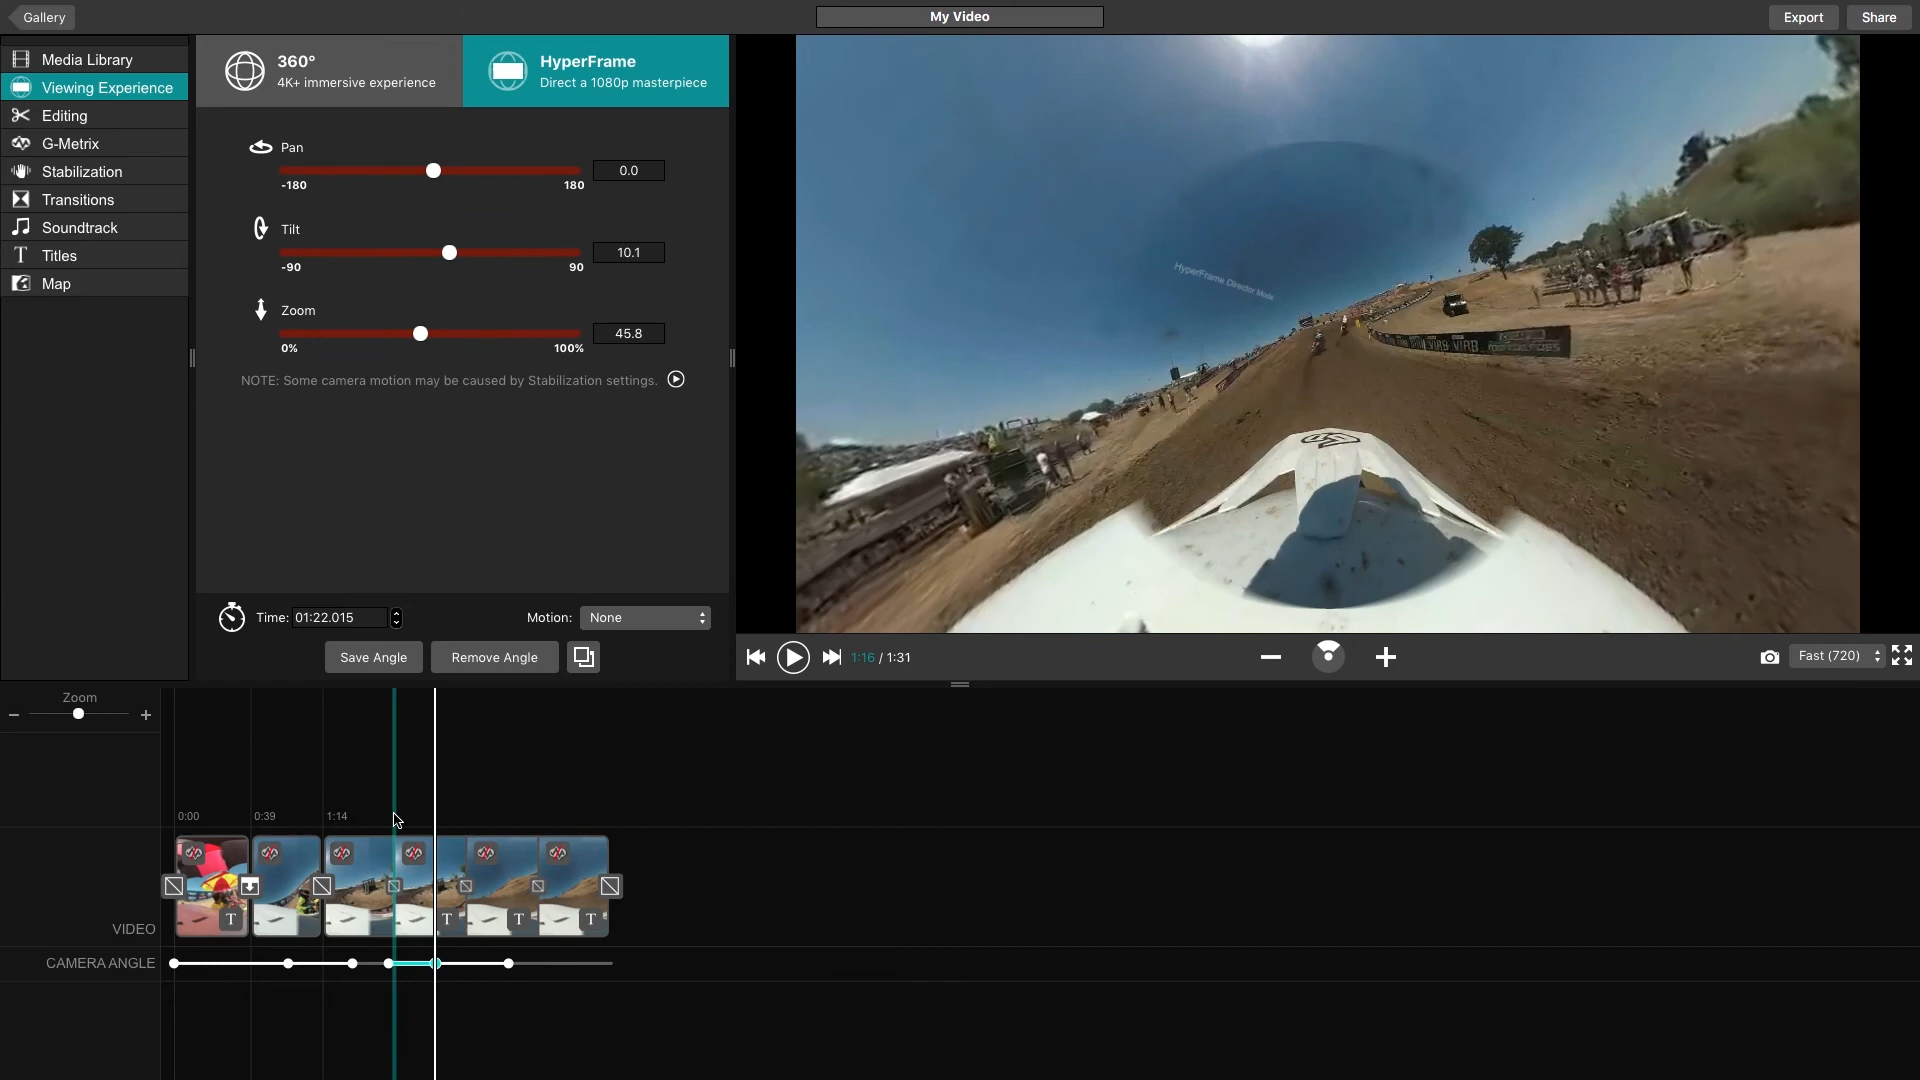 Gallery
My Video
Export
Share
Media Library
Viewing Experience
Editing
G-Metrix
Stabilization
Transitions
Soundtrack
Titles
Map
360°
4K+ immersive experience
HyperFrame
Direct a 1080p masterpiece
Pan
0.0
-180
180
Tilt
10.1
-90
90
Zoom
45.8
0%
100%
NOTE: Some camera motion may be caused by Stabilization settings.
HyperFrame Director Mode
VIRB VIRB
Time: 01:22.015
Motion: None
Save Angle
Remove Angle
1:16 / 1:31
Fast (720)
Zoom
0:00
0:39
1:14
T
T
T
T
VIDEO
CAMERA ANGLE